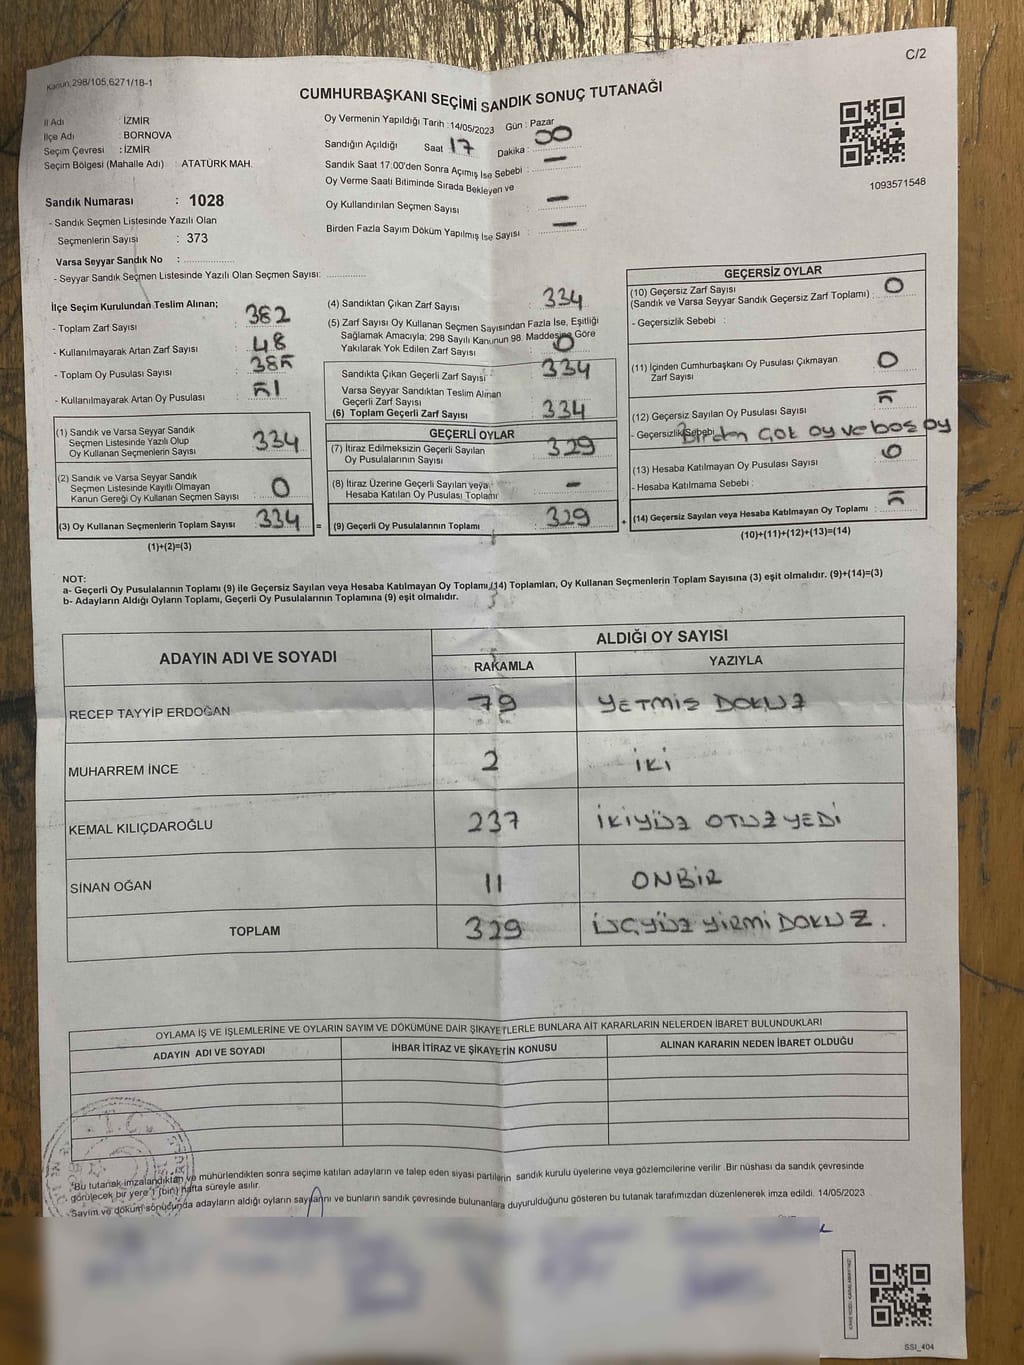 C/2
Kanun,298/105,6271/18-1
CUMHURBAŞKANI SEÇİMİ SANDIK SONUÇ TUTANAĞI
İl Adı : İZMİR
İlçe Adı : BORNOVA
Seçim Çevresi : İZMİR
Seçim Bölgesi (Mahalle Adı) : ATATÜRK MAH.
Sandık Numarası : 1028
- Sandık Seçmen Listesinde Yazılı Olan
Seçmenlerin Sayısı : 373
Varsa Seyyar Sandık No : ................
- Seyyar Sandık Seçmen Listesinde Yazılı Olan Seçmen Sayısı: ............
Oy Vermenin Yapıldığı Tarih :14/05/2023 Gün : Pazar
Sandığın Açıldığı Saat 17 Dakika : 00
Sandık Saat 17:00'den Sonra Açımış İse Sebebi : —
Oy Verme Saati Bitiminde Sırada Bekleyen ve
Oy Kullandırılan Seçmen Sayısı : —
Birden Fazla Sayım Döküm Yapılmış İse Sayısı : —
1093571548
İlçe Seçim Kurulundan Teslim Alınan;
- Toplam Zarf Sayısı : 382
- Kullanılmayarak Artan Zarf Sayısı : 48
- Toplam Oy Pusulası Sayısı :
- Kullanılmayarak Artan Oy Pusulası :
(1) Sandık ve Varsa Seyyar Sandık
Seçmen Listesinde Yazılı Olup
Oy Kullanan Seçmenlerin Sayısı : 334
(2) Sandık ve Varsa Seyyar Sandık
Seçmen Listesinde Kayıtlı Olmayan
Kanun Gereği Oy Kullanan Seçmen Sayısı : 0
(3) Oy Kullanan Seçmenlerin Toplam Sayısı : 334 =
(1)+(2)=(3)
(4) Sandıktan Çıkan Zarf Sayısı : 334
(5) Zarf Sayısı Oy Kullanan Seçmen Sayısından Fazla İse, Eşitliği
Sağlamak Amacıyla; 298 Sayılı Kanunun 98. Maddesine Göre
Yakılarak Yok Edilen Zarf Sayısı : 0
Sandıkta Çıkan Geçerli Zarf Sayısı : 334
Varsa Seyyar Sandıktan Teslim Alınan
Geçerli Zarf Sayısı :
(6) Toplam Geçerli Zarf Sayısı : 334
GEÇERLİ OYLAR
(7) İtiraz Edilmeksizin Geçerli Sayılan
Oy Pusulalarının Sayısı : 329
(8) İtiraz Üzerine Geçerli Sayılan veya
Hesaba Katılan Oy Pusulası Toplamı : —
(9) Geçerli Oy Pusulalarının Toplamı : 329 +
GEÇERSİZ OYLAR
(10) Geçersiz Zarf Sayısı
(Sandık ve Varsa Seyyar Sandık Geçersiz Zarf Toplamı) : 0
- Geçersizlik Sebebi :
(11) İçinden Cumhurbaşkanı Oy Pusulası Çıkmayan
Zarf Sayısı : 0
(12) Geçersiz Sayılan Oy Pusulası Sayısı :
- Geçersizlik Sebebi Birden çok oy ve boş oy
(13) Hesaba Katılmayan Oy Pusulası Sayısı : 0
- Hesaba Katılmama Sebebi :
(14) Geçersiz Sayılan veya Hesaba Katılmayan Oy Toplamı :
(10)+(11)+(12)+(13)=(14)
NOT:
a- Geçerli Oy Pusulalarının Toplamı (9) ile Geçersiz Sayılan veya Hesaba Katılmayan Oy Toplamı (14) Toplamları, Oy Kullanan Seçmenlerin Toplam Sayısına (3) eşit olmalıdır. (9)+(14)=(3)
b- Adayların Aldığı Oyların Toplamı, Geçerli Oy Pusulalarının Toplamına (9) eşit olmalıdır.
ADAYIN ADI VE SOYADI ALDIĞI OY SAYISI
RAKAMLA YAZIYLA
RECEP TAYYİP ERDOĞAN 79 YETMİS DOKUZ
MUHARREM İNCE 2 İKİ
KEMAL KILIÇDAROĞLU 237 İKİYÜZ OTUZ YEDİ
SİNAN OĞAN 11 ONBİR
TOPLAM 329 ÜÇYÜZ YİRMİ DOKUZ.
OYLAMA İŞ VE İŞLEMLERİNE VE OYLARIN SAYIM VE DÖKÜMÜNE DAİR ŞİKAYETLERLE BUNLARA AİT KARARLARIN NELERDEN İBARET BULUNDUKLARI
ADAYIN ADI VE SOYADI İHBAR İTİRAZ VE ŞİKAYETİN KONUSU ALINAN KARARIN NEDEN İBARET OLDUĞU
T.C.
"Bu tutanak imzalandıktan ve mühürlendikten sonra seçime katılan adayların ve talep eden siyasi partilerin sandık kurulu üyelerine veya gözlemcilerine verilir .Bir nüshası da sandık çevresinde
görülecek bir yere 1 (bir) hafta süreyle asılır.
Sayım ve döküm sonucunda adayların aldığı oyların sayılarını ve bunların sandık çevresinde bulunanlara duyurulduğunu gösteren bu tutanak tarafımızdan düzenlenerek imza edildi. 14/05/2023
SSİ_404